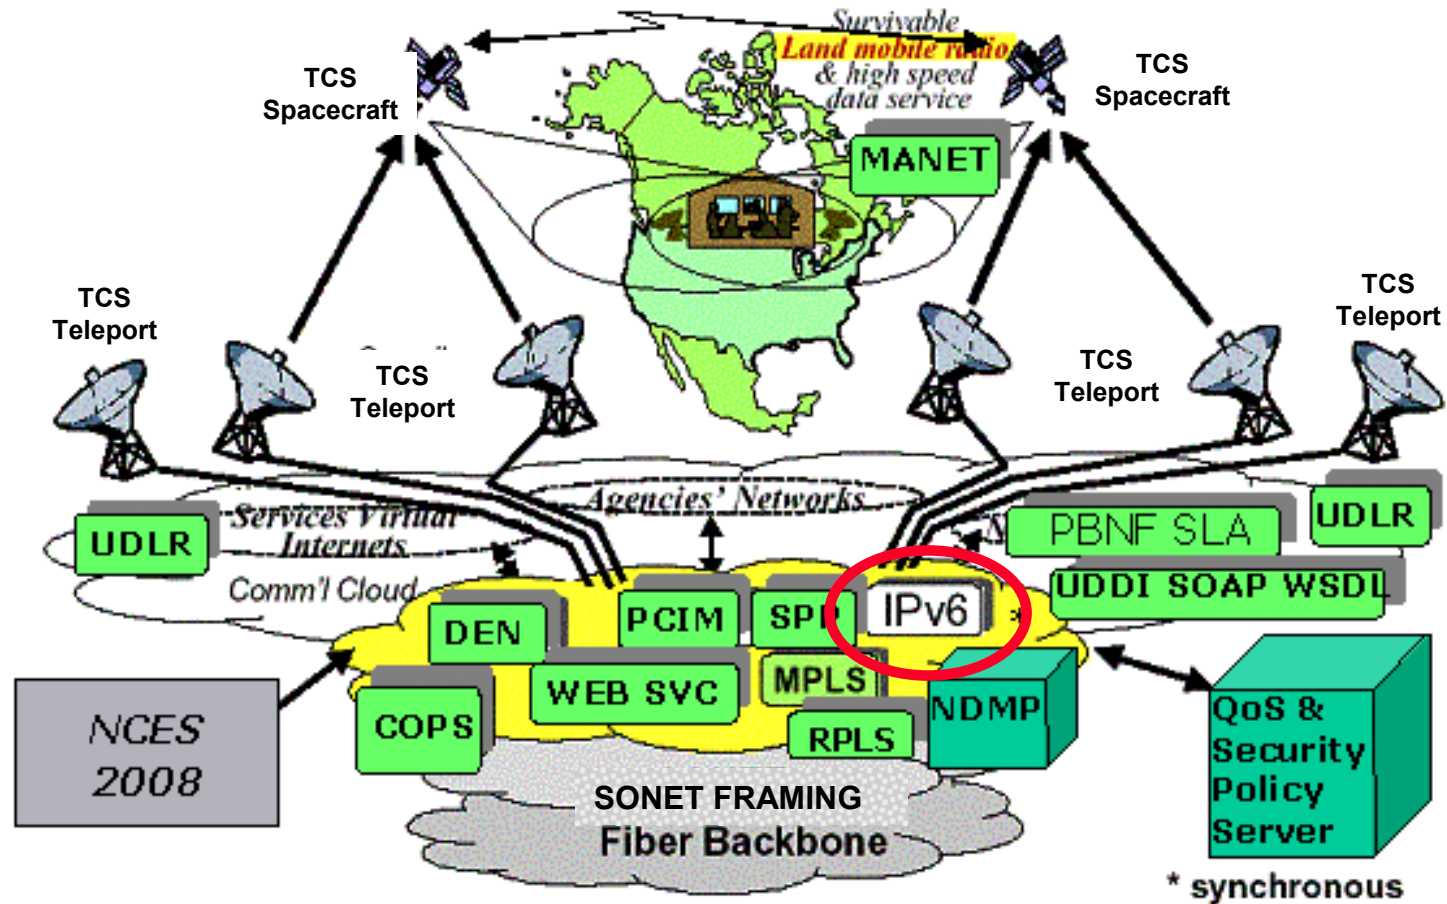 Survivable
Land mobile radio
& high speed
data service
TCS
Spacecraft
TCS
Spacecraft
MANET
TCS
Teleport
TCS
Teleport
TCS
Teleport
TCS
Teleport
Agencies' Networks
Services Virtual
Internets
Comm'l Cloud
UDLR
UDLR
PBNF SLA
UDDI SOAP WSDL
DEN
PCIM
SPD
IPv6
*
COPS
WEB SVC
MPLS
RPLS
NDMP
NCES
2008
QoS &
Security
Policy
Server
SONET FRAMING
Fiber Backbone
* synchronous